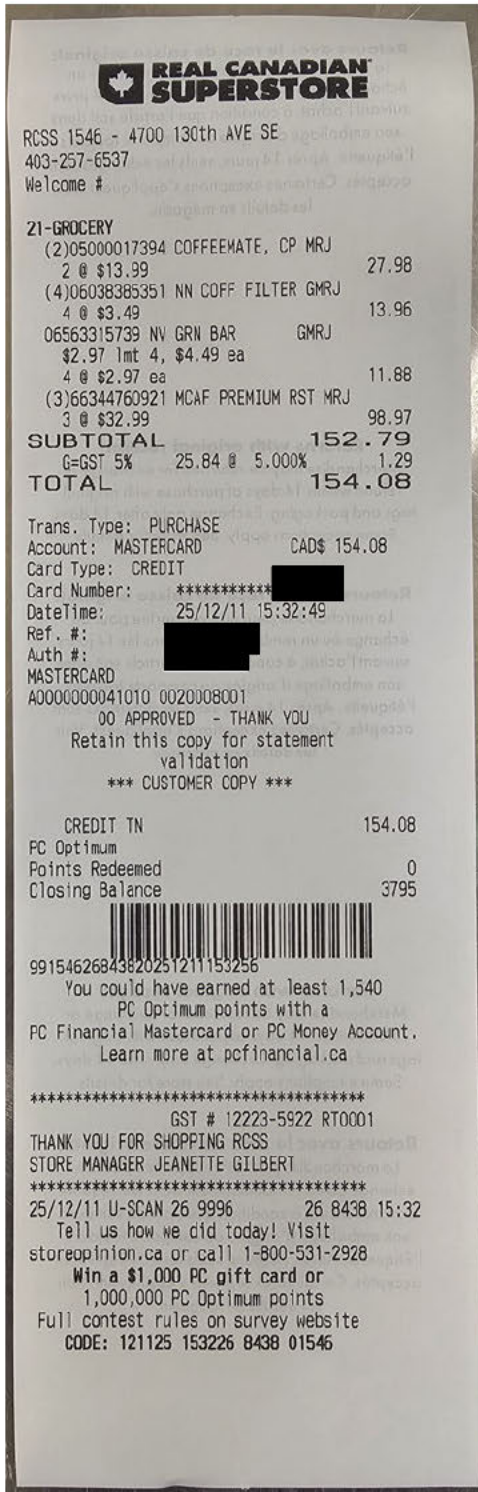 REAL CANADIAN
SUPERSTORE
RCSS 1546 - 4700 130th AVE SE
403-257-6537
Welcome #
21-GROCERY
(2)05000017394 COFFEEMATE, CP MRJ
2 @ $13.99 27.98
(4)06038385351 NN COFF FILTER GMRJ
4 @ $3.49 13.96
06563315739 NV GRN BAR GMRJ
$2.97 lmt 4, $4.49 ea
4 @ $2.97 ea 11.88
(3)66344760921 MCAF PREMIUM RST MRJ
3 @ $32.99 98.97
SUBTOTAL 152.79
G=GST 5% 25.84 @ 5.000% 1.29
TOTAL 154.08
Trans. Type: PURCHASE
Account: MASTERCARD CAD$ 154.08
Card Type: CREDIT
Card Number: ***********
DateTime: 25/12/11 15:32:49
Ref. #:
Auth #:
MASTERCARD
A0000000041010 0020008001
00 APPROVED - THANK YOU
Retain this copy for statement
validation
*** CUSTOMER COPY ***
CREDIT TN 154.08
PC Optimum
Points Redeemed 0
Closing Balance 3795
99154626843820251211153256
You could have earned at least 1,540
PC Optimum points with a
PC Financial Mastercard or PC Money Account.
Learn more at pcfinancial.ca
**************************************
GST # 12223-5922 RT0001
THANK YOU FOR SHOPPING RCSS
STORE MANAGER JEANETTE GILBERT
**************************************
25/12/11 U-SCAN 26 9996 26 8438 15:32
Tell us how we did today! Visit
storeopinion.ca or call 1-800-531-2928
Win a $1,000 PC gift card or
1,000,000 PC Optimum points
Full contest rules on survey website
CODE: 121125 153226 8438 01546